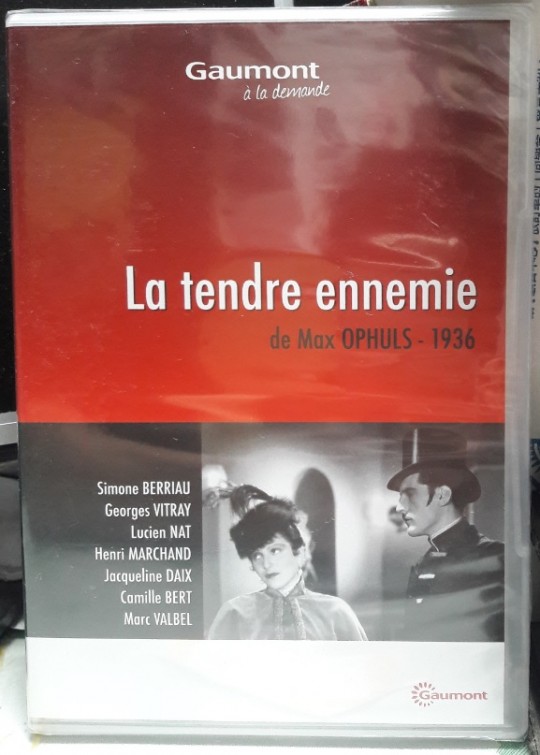 Gaumont
à la demande
La tendre ennemie
de Max OPHULS - 1936
Simone BERRIAU
Georges VITRAY
Lucien NAT
Henri MARCHAND
Jacqueline DAIX
Camille BERT
Marc VALBEL
Gaumont